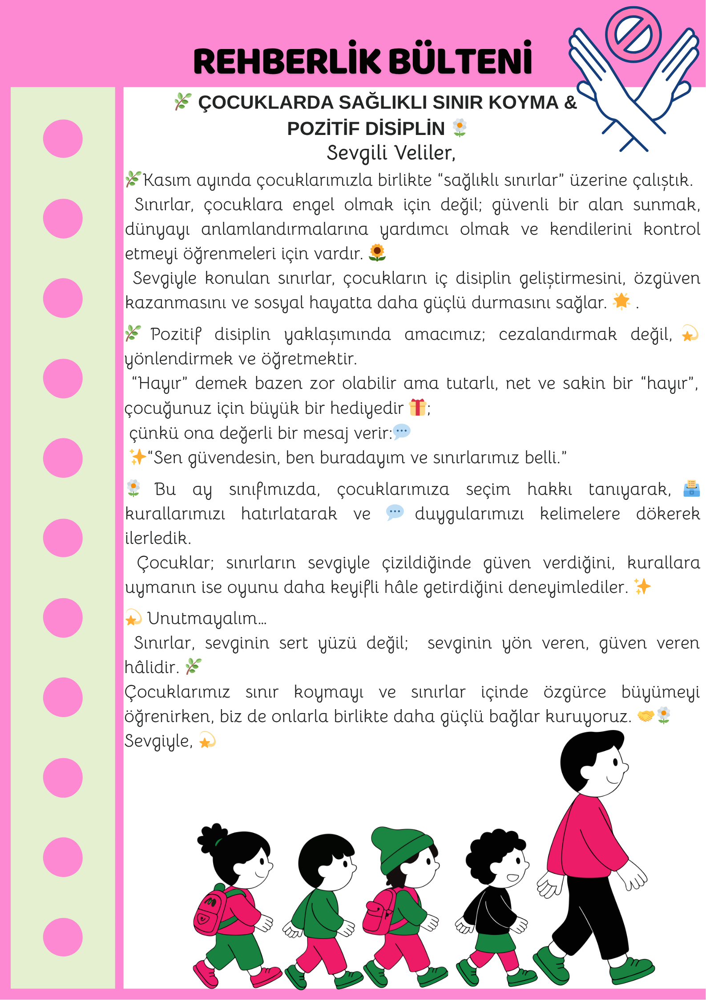 REHBERLİK BÜLTENİ
🌿 ÇOCUKLARDA SAĞLIKLI SINIR KOYMA &
POZİTİF DİSİPLİN 🌼
Sevgili Veliler,
🌿Kasım ayında çocuklarımızla birlikte “sağlıklı sınırlar” üzerine çalıştık.
Sınırlar, çocuklara engel olmak için değil; güvenli bir alan sunmak,
dünyayı anlamlandırmalarına yardımcı olmak ve kendilerini kontrol
etmeyi öğrenmeleri için vardır. 🌻
Sevgiyle konulan sınırlar, çocukların iç disiplin geliştirmesini, özgüven
kazanmasını ve sosyal hayatta daha güçlü durmasını sağlar. 🌟 .
🌿 Pozitif disiplin yaklaşımında amacımız; cezalandırmak değil, 💫
yönlendirmek ve öğretmektir.
“Hayır” demek bazen zor olabilir ama tutarlı, net ve sakin bir “hayır”,
çocuğunuz için büyük bir hediyedir 🎁;
çünkü ona değerli bir mesaj verir:💬
✨“Sen güvendesin, ben buradayım ve sınırlarımız belli.”
🌼 Bu ay sınıfımızda, çocuklarımıza seçim hakkı tanıyarak, 🗳️
kurallarımızı hatırlatarak ve 💬 duygularımızı kelimelere dökerek
ilerledik.
Çocuklar; sınırların sevgiyle çizildiğinde güven verdiğini, kurallara
uymanın ise oyunu daha keyifli hâle getirdiğini deneyimlediler. ✨
💫 Unutmayalım…
Sınırlar, sevginin sert yüzü değil; sevginin yön veren, güven veren
hâlidir. 🌿
Çocuklarımız sınır koymayı ve sınırlar içinde özgürce büyümeyi
öğrenirken, biz de onlarla birlikte daha güçlü bağlar kuruyoruz. 🤝🌼
Sevgiyle, 💫